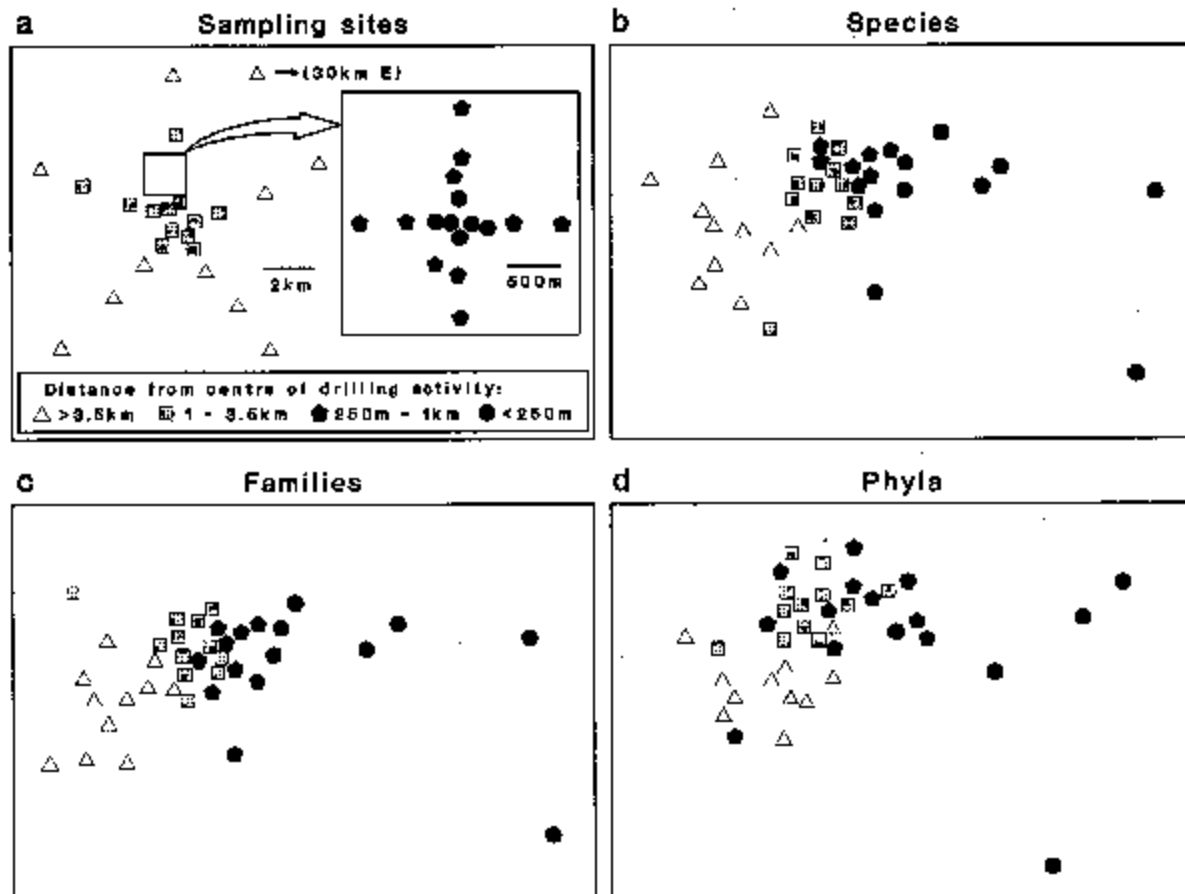 a Sampling sites
→(30km E)
2km
500m
Distance from centre of drilling activity:
>3.5km 1 - 3.5km 250m - 1km <250m
b Species
c Families
d Phyla